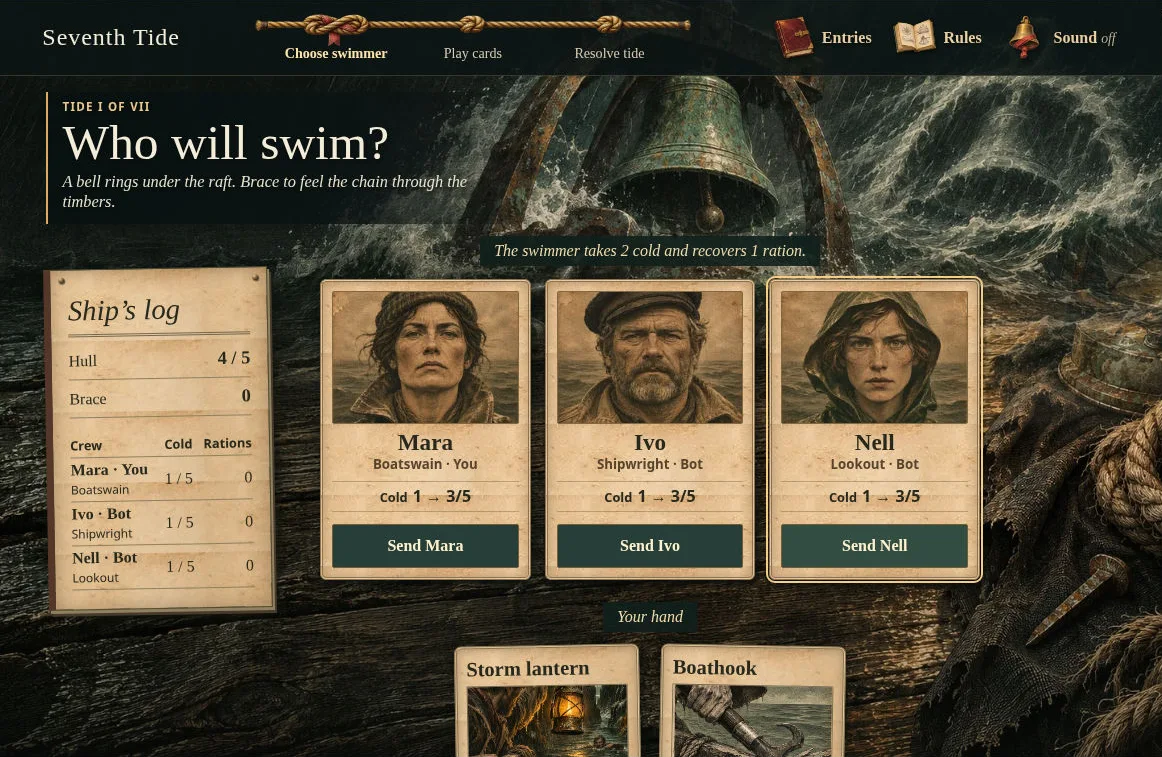 Seventh Tide
Choose swimmer
Play cards
Resolve tide
Entries
Rules
Sound off
TIDE I OF VII
Who will swim?
A bell rings under the raft. Brace to feel the chain through the
timbers.
The swimmer takes 2 cold and recovers 1 ration.
Ship’s log
Hull 4 / 5
Brace 0
Crew Cold Rations
Mara · You 1 / 5 0
Boatswain
Ivo · Bot 1 / 5 0
Shipwright
Nell · Bot 1 / 5 0
Lookout
Mara
Boatswain · You
Cold 1 → 3/5
Send Mara
Ivo
Shipwright · Bot
Cold 1 → 3/5
Send Ivo
Nell
Lookout · Bot
Cold 1 → 3/5
Send Nell
Your hand
Storm lantern
Boathook